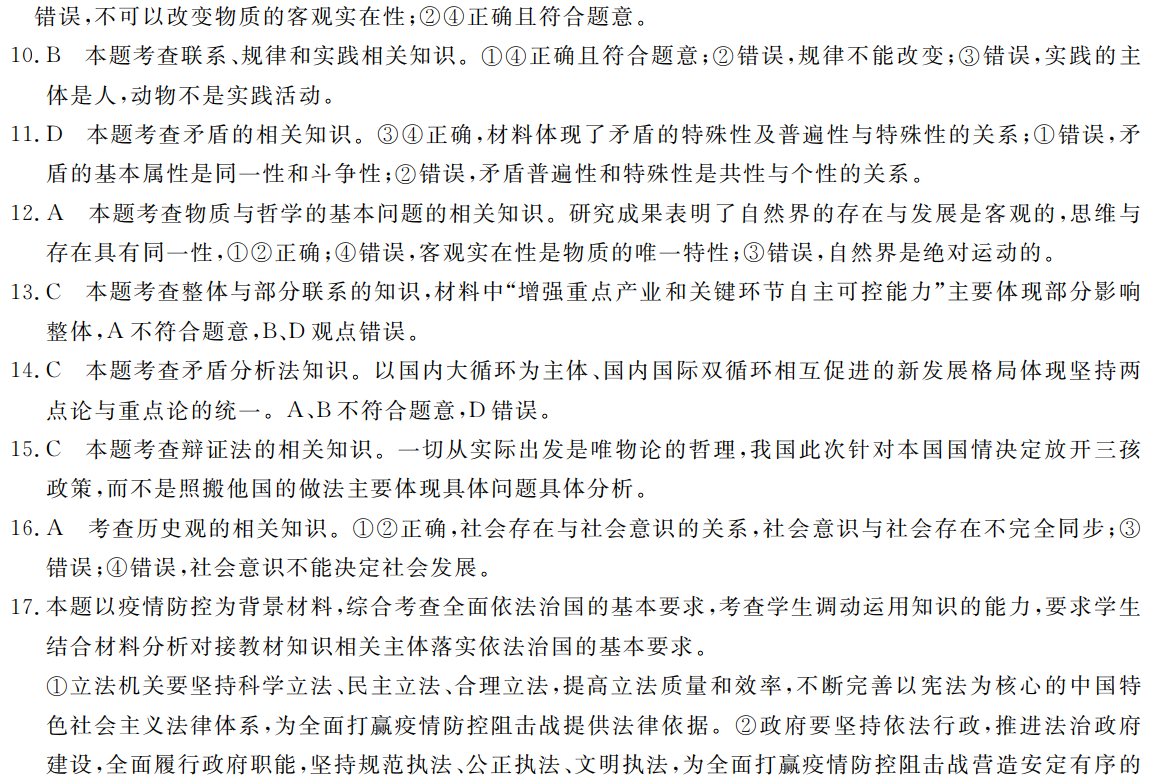 错误,不可以改变物质的客观实在性;②④正确且符合题意。
10. B 本题考查联系、规律和实践相关知识。①④正确且符合题意;②错误,规律不能改变;③错误,实践的主
体是人,动物不是实践活动。
11. D 本题考查矛盾的相关知识。③④正确,材料体现了矛盾的特殊性及普遍性与特殊性的关系;①错误,矛
盾的基本属性是同一性和斗争性;②错误,矛盾普遍性和特殊性是共性与个性的关系。
12. A 本题考查物质与哲学的基本问题的相关知识。研究成果表明了自然界的存在与发展是客观的,思维与
存在具有同一性,①②正确;④错误,客观实在性是物质的唯一特性;③错误,自然界是绝对运动的。
13. C 本题考查整体与部分联系的知识,材料中“增强重点产业和关键环节自主可控能力”主要体现部分影响
整体,A不符合题意,B、D观点错误。
14. C 本题考查矛盾分析法知识。以国内大循环为主体、国内国际双循环相互促进的新发展格局体现坚持两
点论与重点论的统一。A、B不符合题意,D错误。
15. C 本题考查辩证法的相关知识。一切从实际出发是唯物论的哲理,我国此次针对本国国情决定放开三孩
政策,而不是照搬他国的做法主要体现具体问题具体分析。
16. A 考查历史观的相关知识。①②正确,社会存在与社会意识的关系,社会意识与社会存在不完全同步;③
错误;④错误,社会意识不能决定社会发展。
17. 本题以疫情防控为背景材料,综合考查全面依法治国的基本要求,考查学生调动运用知识的能力,要求学生
结合材料分析对接教材知识相关主体落实依法治国的基本要求。
①立法机关要坚持科学立法、民主立法、合理立法,提高立法质量和效率,不断完善以宪法为核心的中国特
色社会主义法律体系,为全面打赢疫情防控阻击战提供法律依据。②政府要坚持依法行政,推进法治政府
建设,全面履行政府职能,坚持规范执法、公正执法、文明执法,为全面打赢疫情防控阻击战营造安定有序的